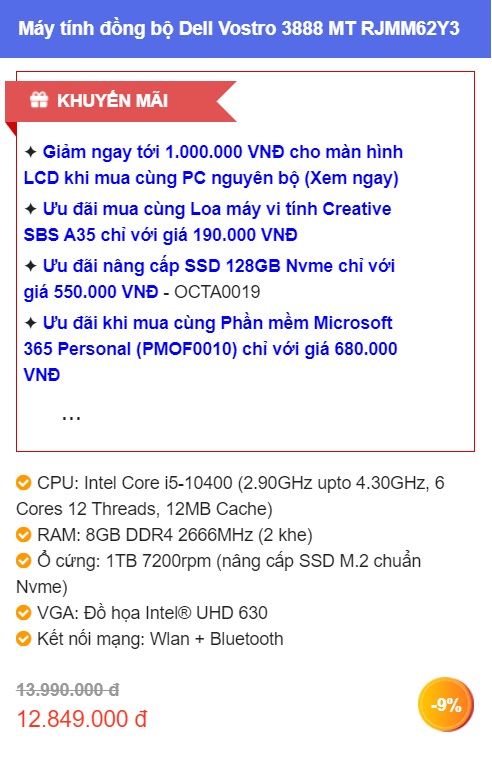 Máy tính đồng bộ Dell Vostro 3888 MT RJMM62Y3
KHUYẾN MÃI
✦ Giảm ngay tới 1.000.000 VNĐ cho màn hình
LCD khi mua cùng PC nguyên bộ (Xem ngay)
✦ Ưu đãi mua cùng Loa máy vi tính Creative
SBS A35 chỉ với giá 190.000 VNĐ
✦ Ưu đãi nâng cấp SSD 128GB Nvme chỉ với
giá 550.000 VNĐ - OCTA0019
✦ Ưu đãi khi mua cùng Phần mềm Microsoft
365 Personal (PMOF0010) chỉ với giá 680.000
VNĐ
...
CPU: Intel Core i5-10400 (2.90GHz upto 4.30GHz, 6
Cores 12 Threads, 12MB Cache)
RAM: 8GB DDR4 2666MHz (2 khe)
Ổ cứng: 1TB 7200rpm (nâng cấp SSD M.2 chuẩn
Nvme)
VGA: Đồ họa Intel® UHD 630
Kết nối mạng: Wlan + Bluetooth
13.990.000 đ
12.849.000 đ
-9%